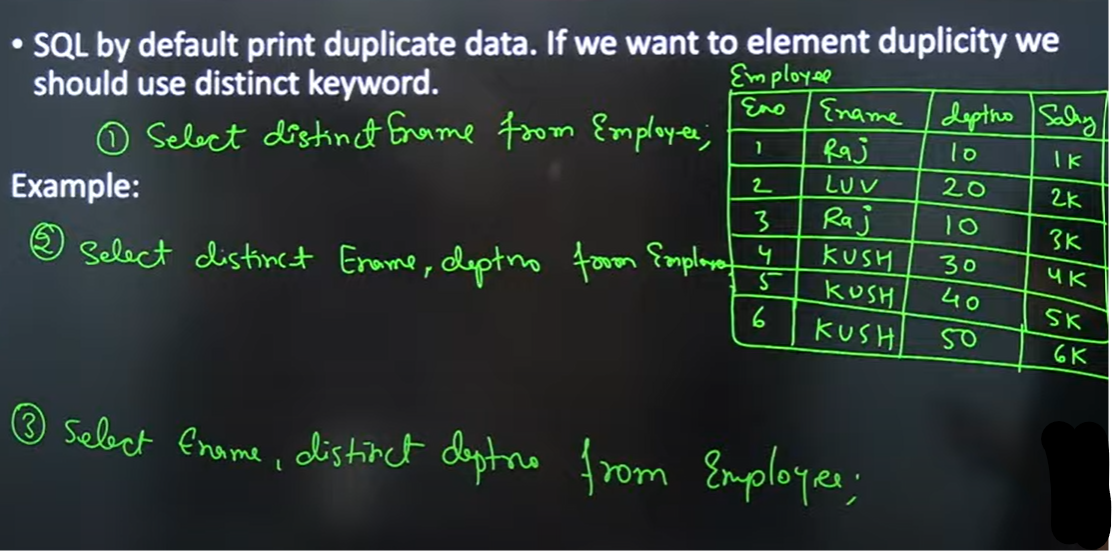 • SQL by default print duplicate data. If we want to element duplicity we
should use distinct keyword.
① Select distinct Ename from Employee;
Example:
② Select distinct Ename, deptno from Employee
③ Select Ename, distinct deptno from Employee;
Employee
Eno Ename deptno Salary
1 Raj 10 1K
2 LUV 20 2K
3 Raj 10 3K
4 KUSH 30 4K
5 KUSH 40 5K
6 KUSH 50 6K